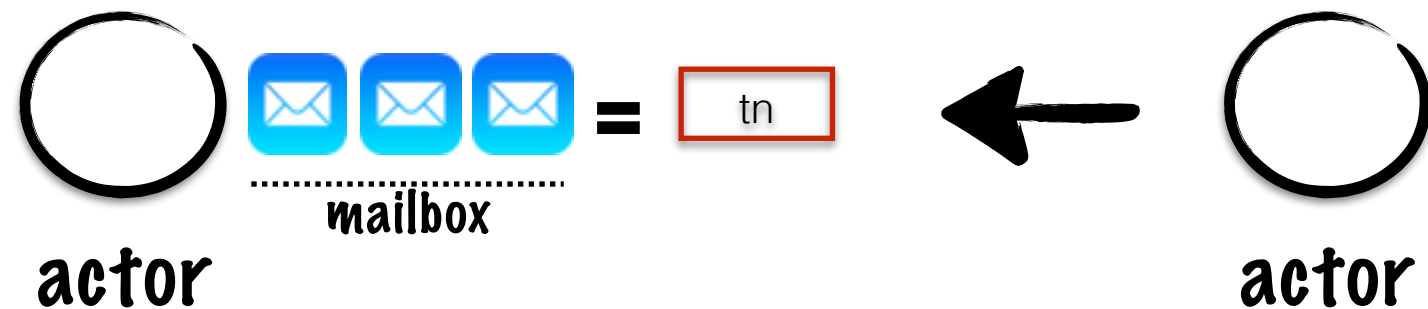 =
tn
mailbox
actor
actor